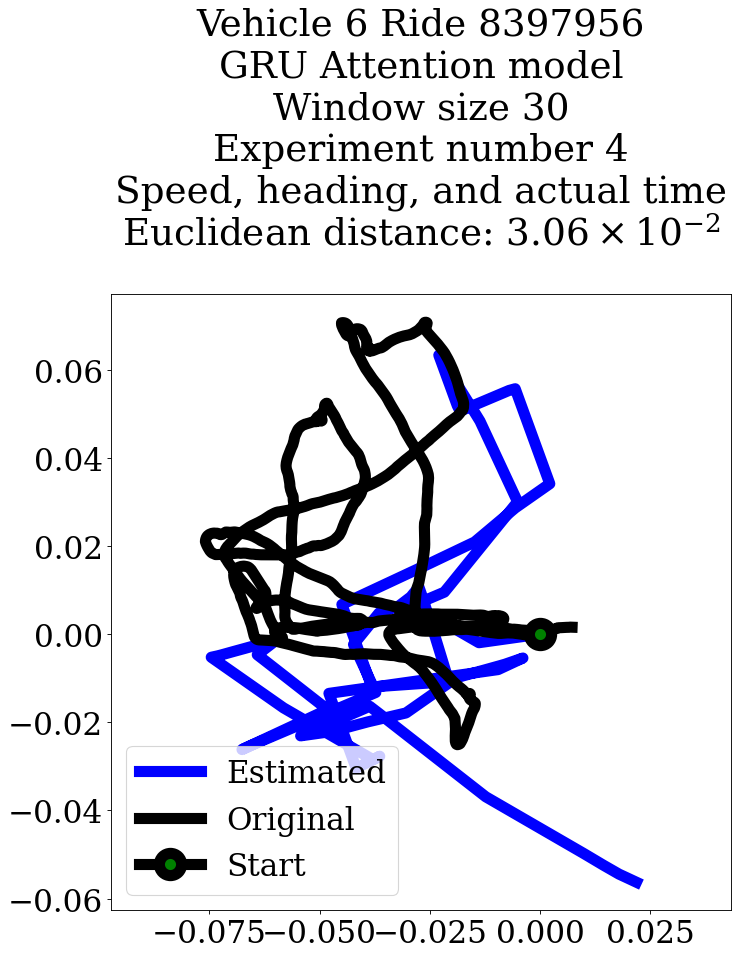 Vehicle 6 Ride 8397956
GRU Attention model
Window size 30
Experiment number 4
Speed, heading, and actual time
Euclidean distance: 3.06 × 10⁻²
0.06
0.04
0.02
0.00
−0.02
−0.04
−0.06
Estimated
Original
Start
−0.075 −0.050 −0.025 0.000 0.025